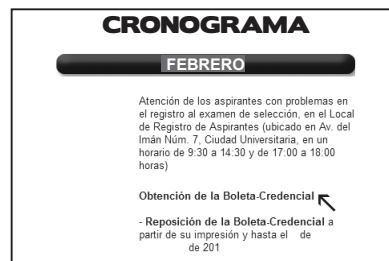 CRONOGRAMA
FEBRERO
Atención de los aspirantes con problemas en
el registro al examen de selección, en el Local
de Registro de Aspirantes (ubicado en Av. del
Imán Núm. 7, Ciudad Universitaria, en un
horario de 9:30 a 14:30 y de 17:00 a 18:00
horas)
Obtención de la Boleta-Credencial
- Reposición de la Boleta-Credencial a
partir de su impresión y hasta el de
de 201